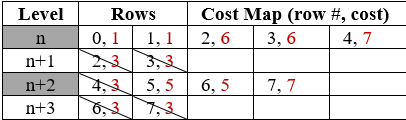 Level Rows Cost Map (row #, cost)
n 0, 1 1, 1 2, 6 3, 6 4, 7
n+1 2, 3 3, 3
n+2 4, 3 5, 5 6, 5 7, 7
n+3 6, 3 7, 3